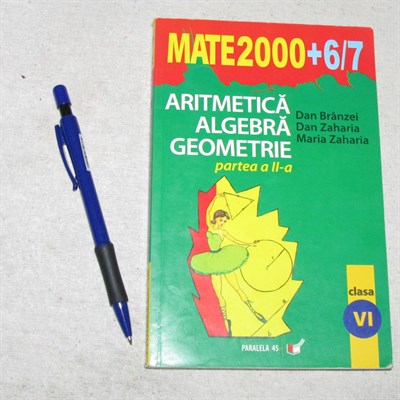 MATE2000+6/7
ARITMETICĂ
ALGEBRĂ
GEOMETRIE
partea a II-a
Dan Brânzei
Dan Zaharia
Maria Zaharia
clasa
VI
PARALELA 45